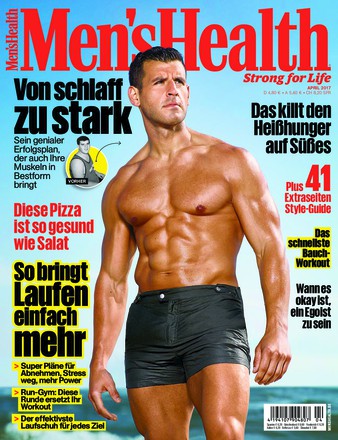 Men'sHealth
Men'sHealth
Strong for Life
APRIL 2017
Von schlaff
zu stark
Sein genialer
Erfolgsplan,
der auch Ihre
Muskeln in
Bestform
bringt
VORHER
Das killt den
Heißhunger
auf Süßes
Plus 41
Extraseiten
Style-Guide
Diese Pizza
ist so gesund
wie Salat
Das
schnellste
Bauch-
Workout
So bringt
Laufen
einfach
mehr
Wann es
okay ist,
ein Egoist
zu sein
> Super Pläne für
Abnehmen, Stress
weg, mehr Power
> Run-Gym: Diese
Runde ersetzt Ihr
Workout
> Der effektivste
Laufschuh für jedes Ziel